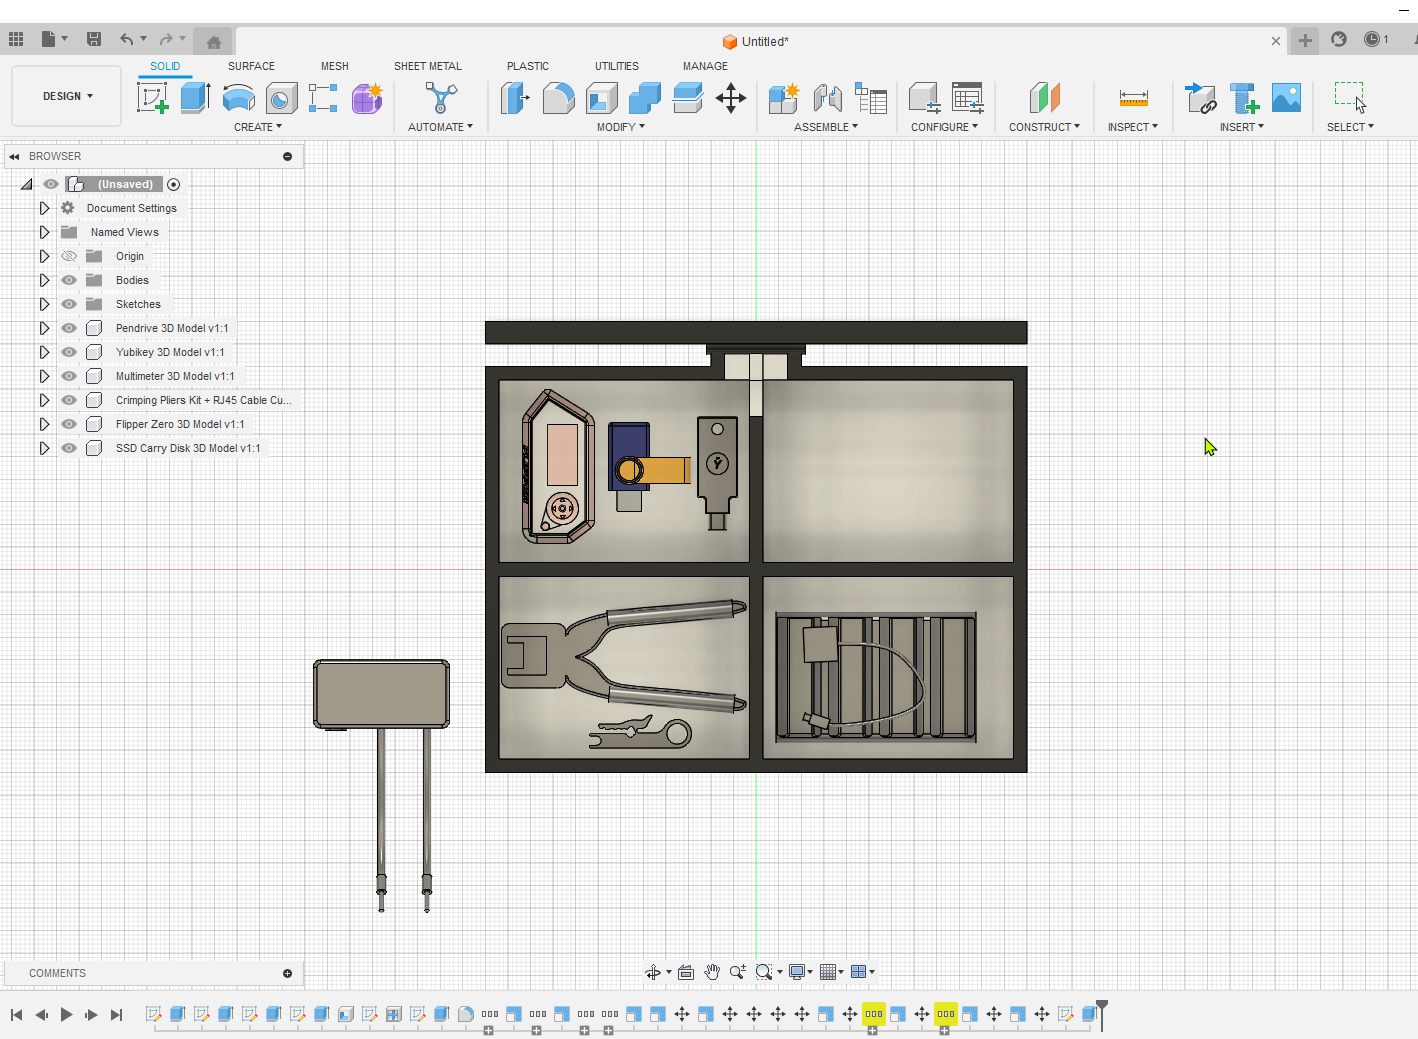 Untitled*
1
DESIGN
SOLID
SURFACE
MESH
SHEET METAL
PLASTIC
UTILITIES
MANAGE
CREATE
AUTOMATE
MODIFY
ASSEMBLE
CONFIGURE
CONSTRUCT
INSPECT
INSERT
SELECT
BROWSER
(Unsaved)
Document Settings
Named Views
Origin
Bodies
Sketches
Pendrive 3D Model v1:1
Yubikey 3D Model v1:1
Multimeter 3D Model v1:1
Crimping Pliers Kit + RJ45 Cable Cu...
Flipper Zero 3D Model v1:1
SSD Carry Disk 3D Model v1:1
COMMENTS